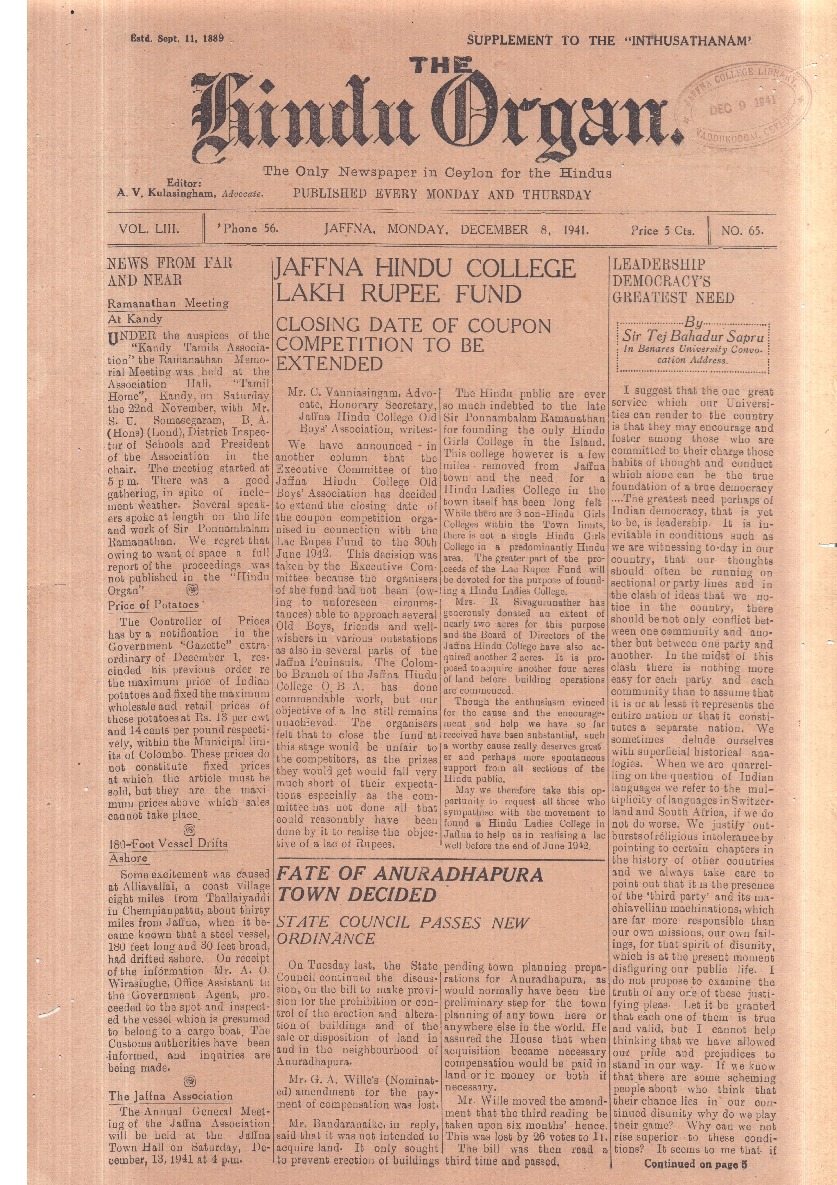 Estd. Sept. 11, 1889
SUPPLEMENT TO THE "INTHUSATHANAM'
THE
Hindu Organ.
JAFFNA COLLEGE LIBRARY
DEC 9 1941
VADDUKODDAI, CEYLON
The Only Newspaper in Ceylon for the Hindus
Editor:
A. V. Kulasingham, Advocate.
PUBLISHED EVERY MONDAY AND THURSDAY
VOL. LIII.
'Phone 56.
JAFFNA, MONDAY, DECEMBER 8, 1941.
Price 5 Cts.
NO. 65.
NEWS FROM FAR
AND NEAR
Ramanathan Meeting
At Kandy
UNDER the auspices of the
"Kandy Tamils Associa-
tion" the Ramanathan Memo-
rial Meeting was held at the
Association Hall, "Tamil
Home", Kandy, on Saturday
the 22nd November, with Mr.
S. U. Somasegaram, B. A.
(Hons) (Lond), District Inspec-
tor of Schools and President
of the Association in the
chair. The meeting started at
5 p.m. There was a good
gathering, in spite of incle-
ment weather. Several speak-
ers spoke at length on the life
and work of Sir Ponnambalam
Ramanathan. We regret that
owing to want of space a full
report of the proceedings was
not published in the "Hindu
Organ"
Price of Potatoes
The Controller of Prices
has by a notification in the
Government "Gazette" extra-
ordinary of December 1, res-
cinded his previous order re
the maximum price of Indian
potatoes and fixed the maximum
wholesale and retail prices of
these potatoes at Rs. 13 per cwt
and 14 cents per pound respecti-
vely, within the Municipal lim-
its of Colombo. These prices do
not constitute fixed prices
at which the article must be
sold, but they are the maxi-
mum prices above which sales
cannot take place.
180-Foot Vessel Drifts
Ashore
Some excitement was caused
at Alliavallai, a coast village
eight miles from Thallaiyaddi
in Chempianpattu, about thirty
miles from Jaffna, when it be-
came known that a steel vessel,
180 feet long and 30 feet broad,
had drifted ashore. On receipt
of the information Mr. A. O.
Wirasinghe, Office Assistant to
the Government Agent, pro-
ceeded to the spot and inspect-
ed the vessel which is presumed
to belong to a cargo boat. The
Customs authorities have been
informed, and inquiries are
being made.
The Jaffna Association
The Annual General Meet-
ing of the Jaffna Association
will be held at the Jaffna
Town Hall on Saturday, De-
cember, 13, 1941 at 4 p.m.
JAFFNA HINDU COLLEGE
LAKH RUPEE FUND
CLOSING DATE OF COUPON
COMPETITION TO BE
EXTENDED
Mr. C. Vanniasingam, Advo-
cate, Honorary Secretary,
Jaffna Hindu College Old
Boys' Association, writes:-
We have announced in
another column that the
Executive Committee of the
Jaffna Hindu College Old
Boys' Association has decided
to extend the closing date of
the coupon competition orga-
nised in connection with the
Lac Rupee Fund to the 30th
June 1942. This decision was
taken by the Executive Com-
mittee because the organisers
of the fund had not been (ow-
ing to unforeseen circums-
tances) able to approach several
Old Boys, friends and well-
wishers in various outstations
as also in several parts of the
Jaffna Peninsula. The Colom-
bo Branch of the Jaffna Hindu
College O. B. A. has done
commendable work, but our
objective of a lac still remains
unachieved. The organisers
felt that to close the fund at
this stage would be unfair to
the competitors, as the prizes
they would get would fall very
much short of their expecta-
tions especially as the com-
mittee has not done all that
could reasonably have been
done by it to realise the objec-
tive of a lac of Rupees.
The Hindu public are ever
so much indebted to the late
Sir Ponnambalam Ramanathan
for founding the only Hindu
Girls College in the Island.
This college however is a few
miles removed from Jaffna
town and the need for a
Hindu Ladies College in the
town itself has been long felt
While there are 3 non-Hindu Girls
Colleges within the Town limits,
there is not a single Hindu Girls
College in a predominantly Hindu
area. The greater part of the pro-
ceeds of the Lac Rupee Fund will
be devoted for the purpose of found-
ing a Hindu Ladies College.
Mrs. R Sivagurunather has
generously donated an extent of
nearly two acres for this purpose
and the Board of Directors of the
Jaffna Hindu College have also ac-
quired another 2 acres. It is pro-
posed to acquire another four acres
of land before building operations
are commenced.
Though the enthusiasm evinced
for the cause and the encourage-
ment and help we have so far
received have been substantial, such
a worthy cause really deserves great
er and perhaps more spontaneous
support from all sections of the
Hindu public.
May we therefore take this op-
portunity to request all those who
sympathise with the movement to
found a Hindu Ladies College in
Jaffna to help us in realising a lac
well before the end of June 1942.
FATE OF ANURADHAPURA
TOWN DECIDED
STATE COUNCIL PASSES NEW
ORDINANCE
On Tuesday last, the State
Council continued the discus-
sion, on the bill to make provi-
sion for the prohibition or con-
trol of the erection and altera-
tion of buildings and of the
sale or disposition of land in
and in the neighbourhood of
Anuradhapura.
Mr. G. A. Wille's (Nominat-
ed) amendment for the pay-
ment of compensation was lost.
Mr. Bandaranaike, in reply,
said that it was not intended to
acquire land. It only sought
to prevent erection of buildings
pending town planning prepa-
rations for Anuradhapura, as
would normally have been the
preliminary step for the town
planning of any town here or
anywhere else in the world. He
assured the House that when
acquisition became necessary
compensation would be paid in
land or in money or both if
necessary.
Mr. Wille moved the amend-
ment that the third reading be
taken upon six months' hence.
This was lost by 26 votes to 11.
The bill was then read a
third time and passed.
LEADERSHIP
DEMOCRACY'S
GREATEST NEED
By
Sir Tej Bahadur Sapru
In Benares University Convo-
cation Address.
I suggest that the one great
service which our Universi-
ties can render to the country
is that they may encourage and
foster among those who are
committed to their charge those
habits of thought and conduct
which alone can be the true
foundation of a true democracy
....The greatest need perhaps of
Indian democracy, that is yet
to be, is leadership. It is in-
evitable in conditions such as
we are witnessing to-day in our
country, that our thoughts
should often be running on
sectional or party lines and in
the clash of ideas that we no-
tice in the country, there
should be not only conflict bet-
ween one community and ano-
ther but between one party and
another. In the midst of this
clash there is nothing more
easy for each party and each
community than to assume that
it is or at least it represents the
entire nation or that it consti-
tutes a separate nation. We
sometimes delude ourselves
with superficial historical ana-
logies. When we are quarrel-
ling on the question of Indian
languages we refer to the mul-
tiplicity of languages in Switzer-
land and South Africa, if we do
not do worse. We justify out-
bursts of religious intolerance by
pointing to certain chapters in
the history of other countries
and we always take care to
point out that it is the presence
of the 'third party' and its ma-
chiavellian machinations, which
are far more responsible than
our own missions, our own fail-
ings, for that spirit of disunity,
which is at the present moment
disfiguring our public life. I
do not propose to examine the
truth of any one of these justi-
fying pleas. Let it be granted
that each one of them is true
and valid, but I cannot help
thinking that we have allowed
our pride and prejudices to
stand in our way. If we know
that there are some scheming
people about who think that
their chance lies in our con-
tinued disunity why do we play
their game? Why can we not
rise superior to these condi-
tions? It seems to me that if
Continued on page 5